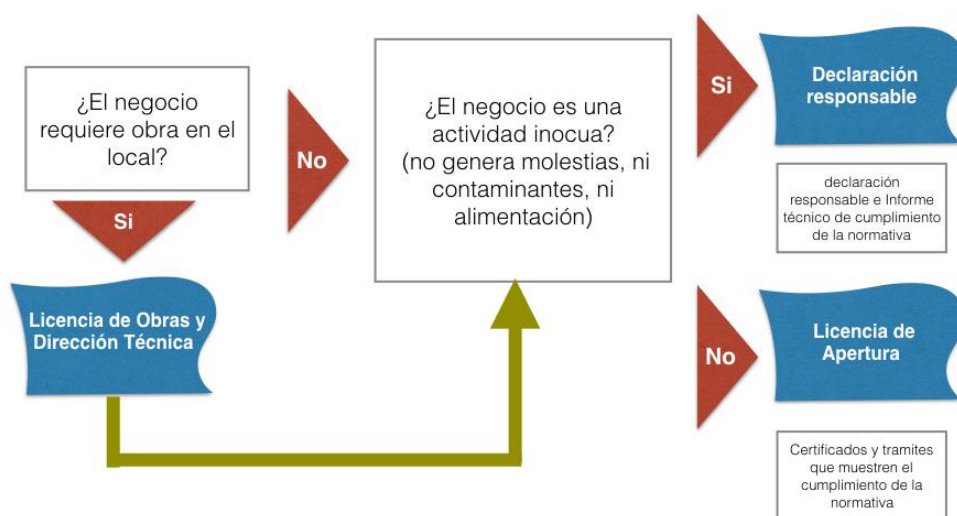 ¿El negocio
requiere obra en el
local?
No
Si
Licencia de Obras y
Dirección Técnica
¿El negocio es una
actividad inocua?
(no genera molestias, ni
contaminantes, ni
alimentación)
Si
Declaración
responsable
declaración
responsable e Informe
técnico de cumplimiento
de la normativa
No
Licencia de
Apertura
Certificados y tramites
que muestren el
cumplimiento de la
normativa